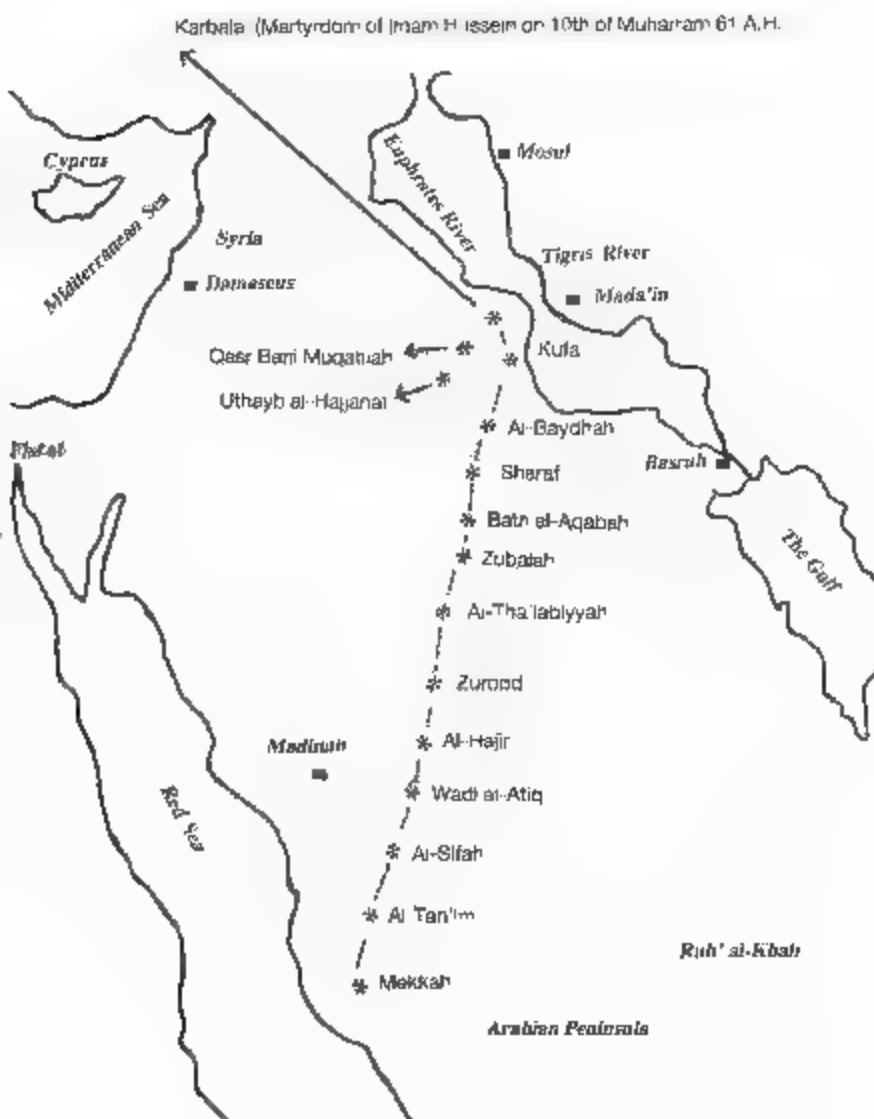 Karbala (Martyrdom of Imam Hussein on 10th of Muharram 61 A.H.
Euphrates River
Mosul
Cyprus
Mediterranean Sea
Syria
Tigris River
Damascus
Mada'in
Qasr Bani Muqatuah
Kufa
Uthayb al-Hajjanat
Al-Baydhah
Basrah
Sharaf
Batn al-Aqabah
The Gulf
Zubalah
Al-Tha'labiyyah
Zurood
Al-Hajir
Madinah
Wadi al-Atiq
Red Sea
Al-Sifah
Al Tan'im
Rub' al-Khali
Mekkah
Arabian Peninsula